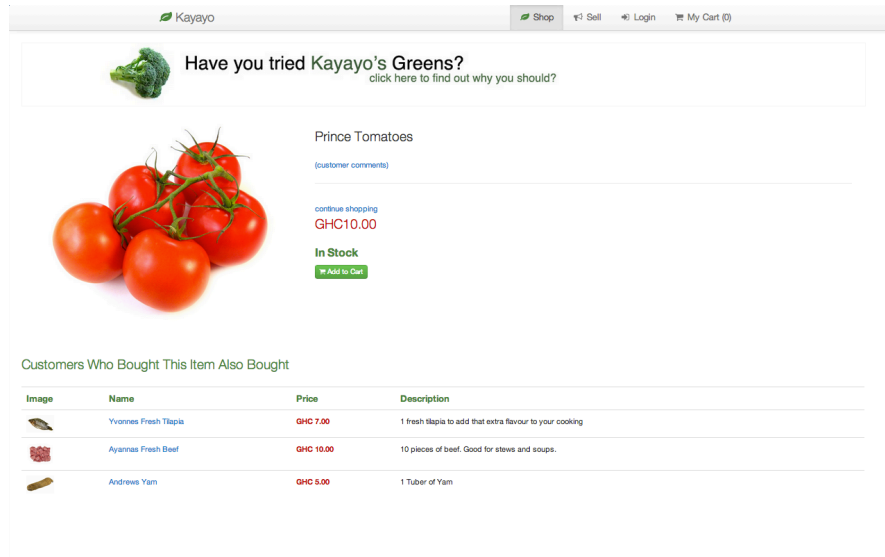 Kayayo
Shop Sell Login My Cart (0)
Have you tried Kayayo's Greens?
click here to find out why you should?
Prince Tomatoes
(customer comments)
continue shopping
GHC10.00
In Stock
Add to Cart
Customers Who Bought This Item Also Bought
Image Name Price Description
Yvonnes Fresh Tilapia GHC 7.00 1 fresh tilapia to add that extra flavour to your cooking
Ayannas Fresh Beef GHC 10.00 10 pieces of beef. Good for stews and soups.
Andrews Yam GHC 5.00 1 Tuber of Yam